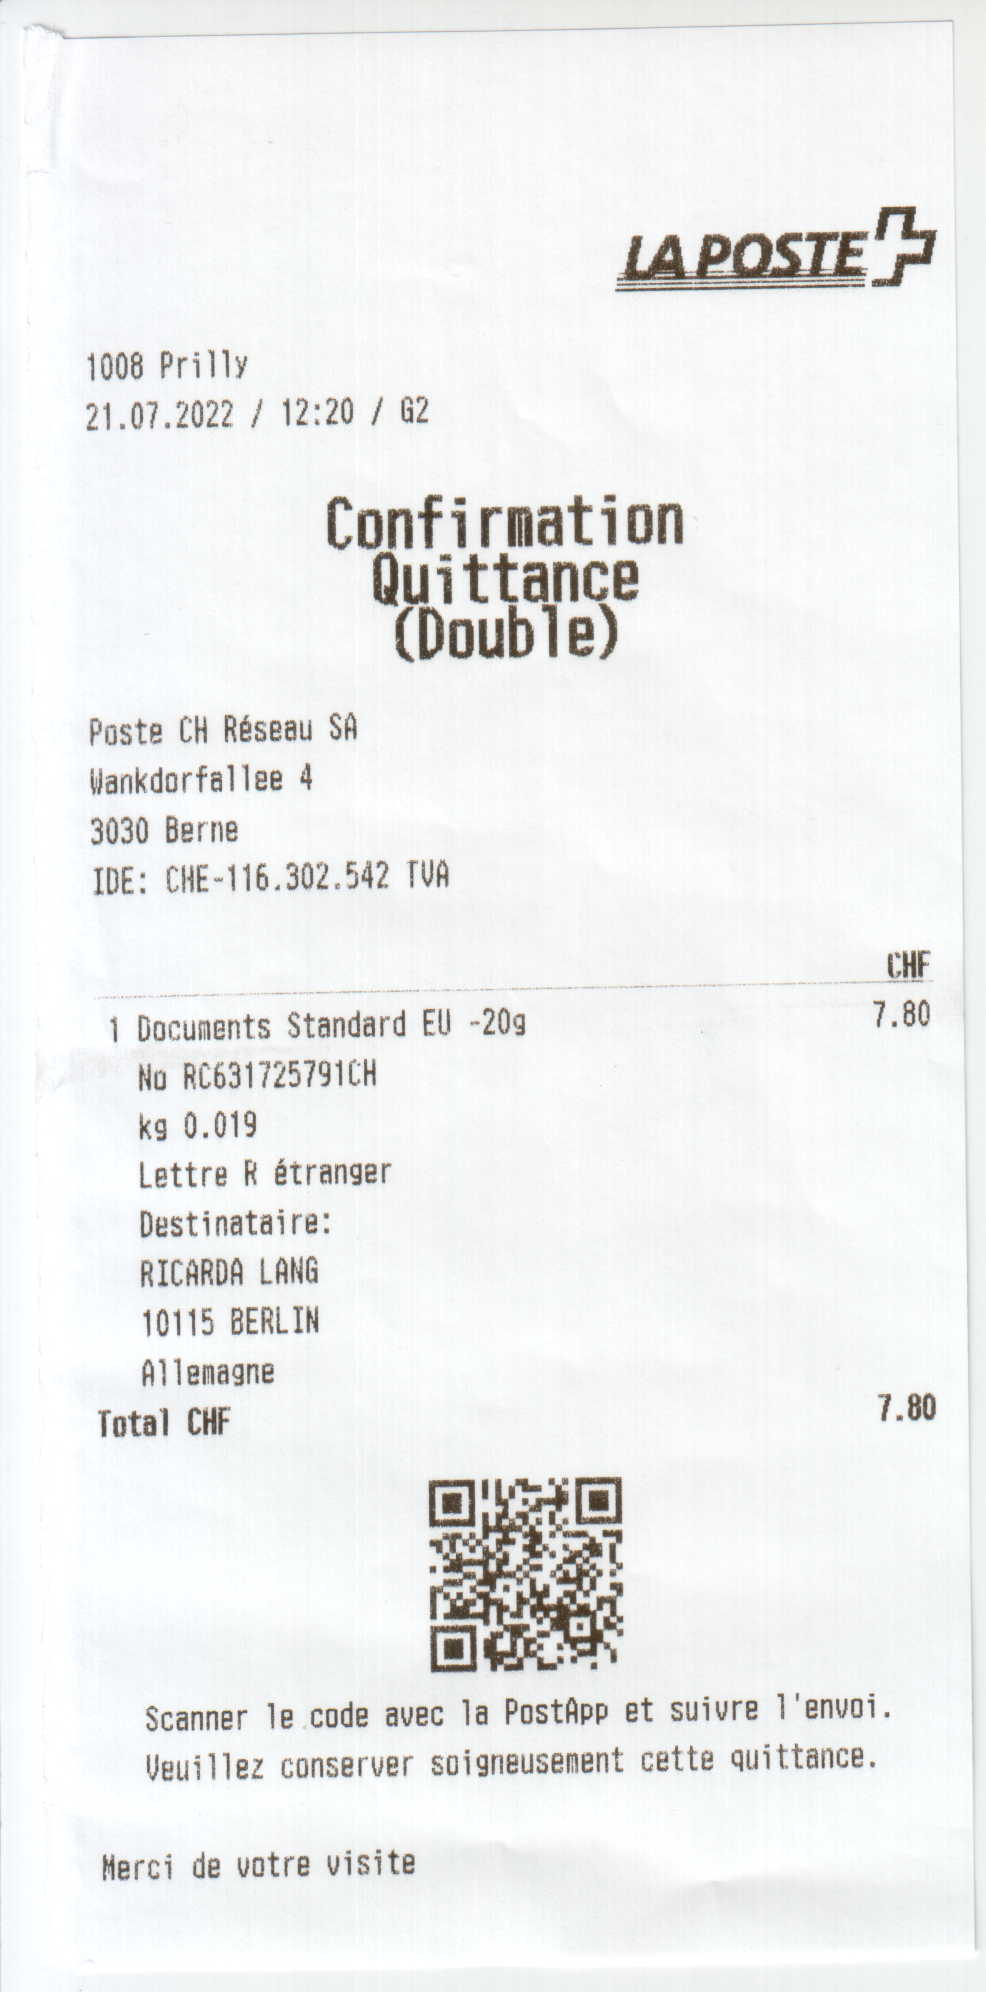 LA POSTE
1008 Prilly
21.07.2022 / 12:20 / G2
Confirmation
Quittance
(Double)
Poste CH Réseau SA
Wankdorfallee 4
3030 Berne
IDE: CHE-116.302.542 TVA
CHF
1 Documents Standard EU -20g 7.80
No RC631725791CH
kg 0.019
Lettre R étranger
Destinataire:
RICARDA LANG
10115 BERLIN
Allemagne
Total CHF 7.80
Scanner le code avec la PostApp et suivre l'envoi.
Veuillez conserver soigneusement cette quittance.
Merci de votre visite